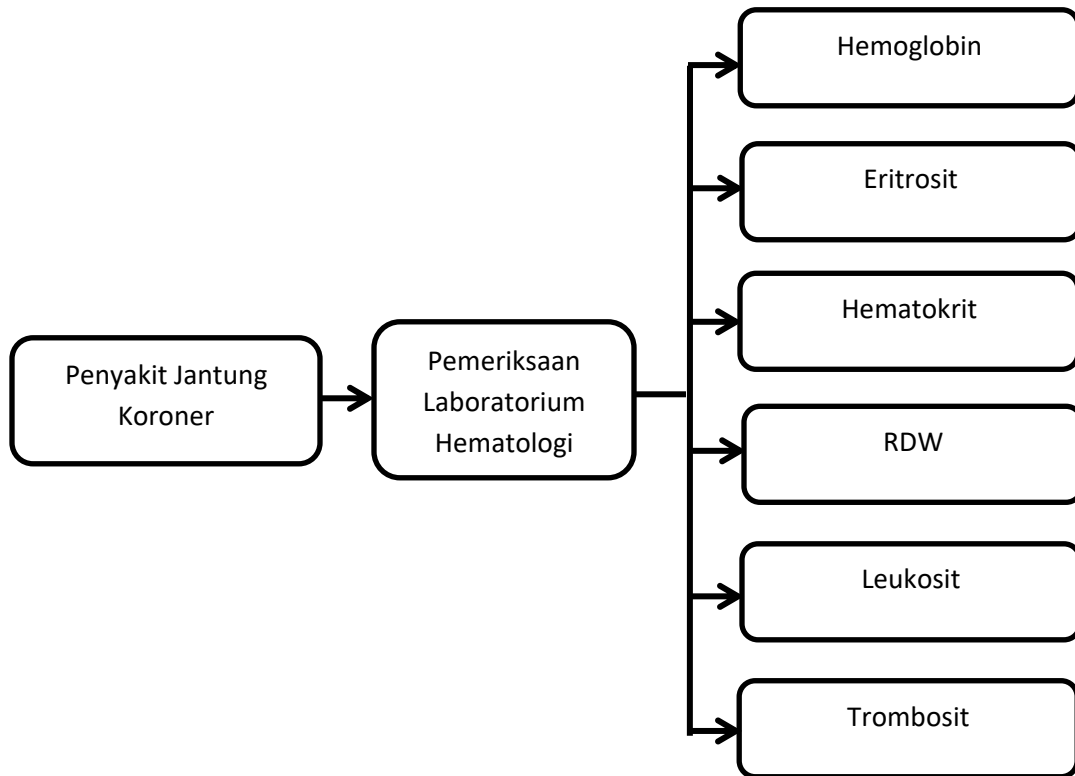 Penyakit Jantung
Koroner
Pemeriksaan
Laboratorium
Hematologi
Hemoglobin
Eritrosit
Hematokrit
RDW
Leukosit
Trombosit